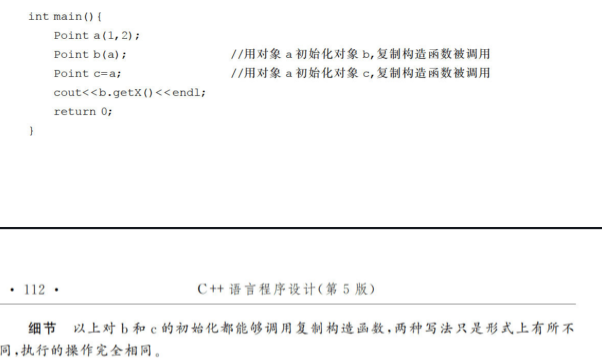 int main(){
Point a(1,2);
Point b(a); //用对象 a 初始化对象 b,复制构造函数被调用
Point c=a; //用对象 a 初始化对象 c,复制构造函数被调用
cout<<b.getX()<<endl;
return 0;
}
• 112 • C++ 语言程序设计(第 5 版)
细节 以上对 b 和 c 的初始化都能够调用复制构造函数,两种写法只是形式上有所不
同,执行的操作完全相同。